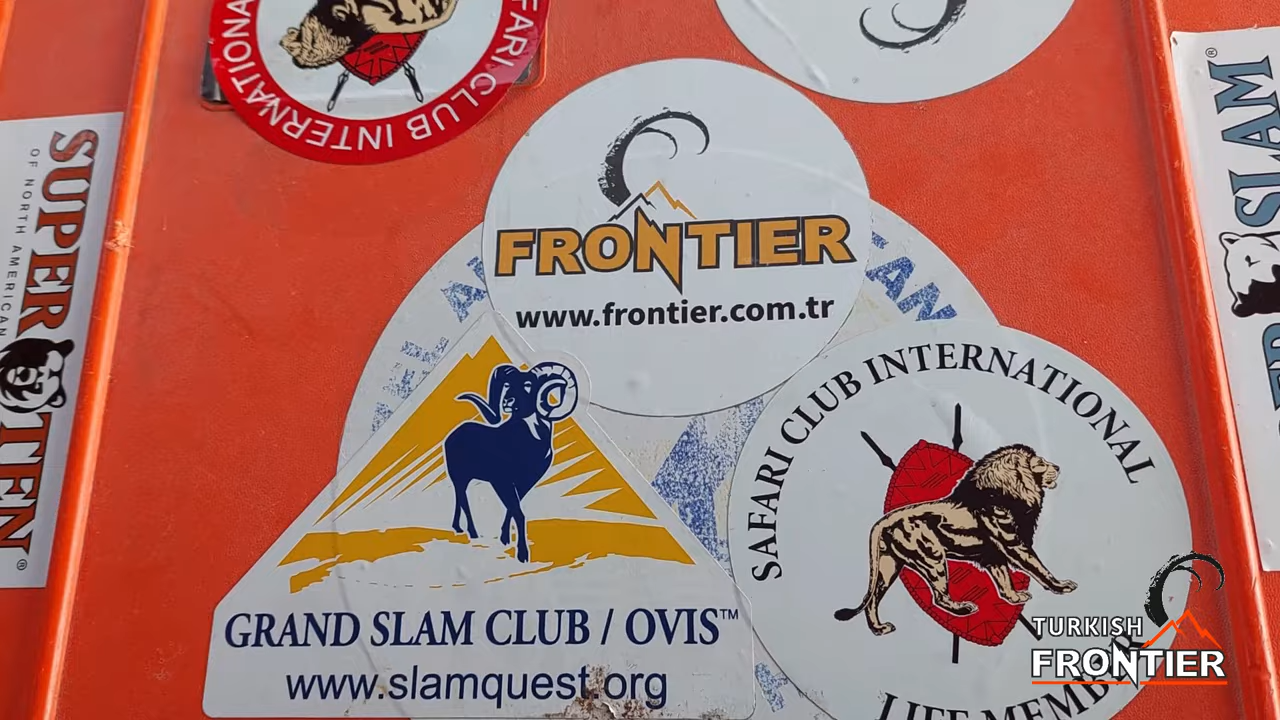 SAFARI CLUB INTERNATIONAL
SUPER TEN ®
OF NORTH AMERICAN
FRONTIER
www.frontier.com.tr
GRAND SLAM CLUB / OVIS™
www.slamquest.org
SAFARI CLUB INTERNATIONAL
LIFE MEMBER
SLAM ®
TURKISH
FRONTIER